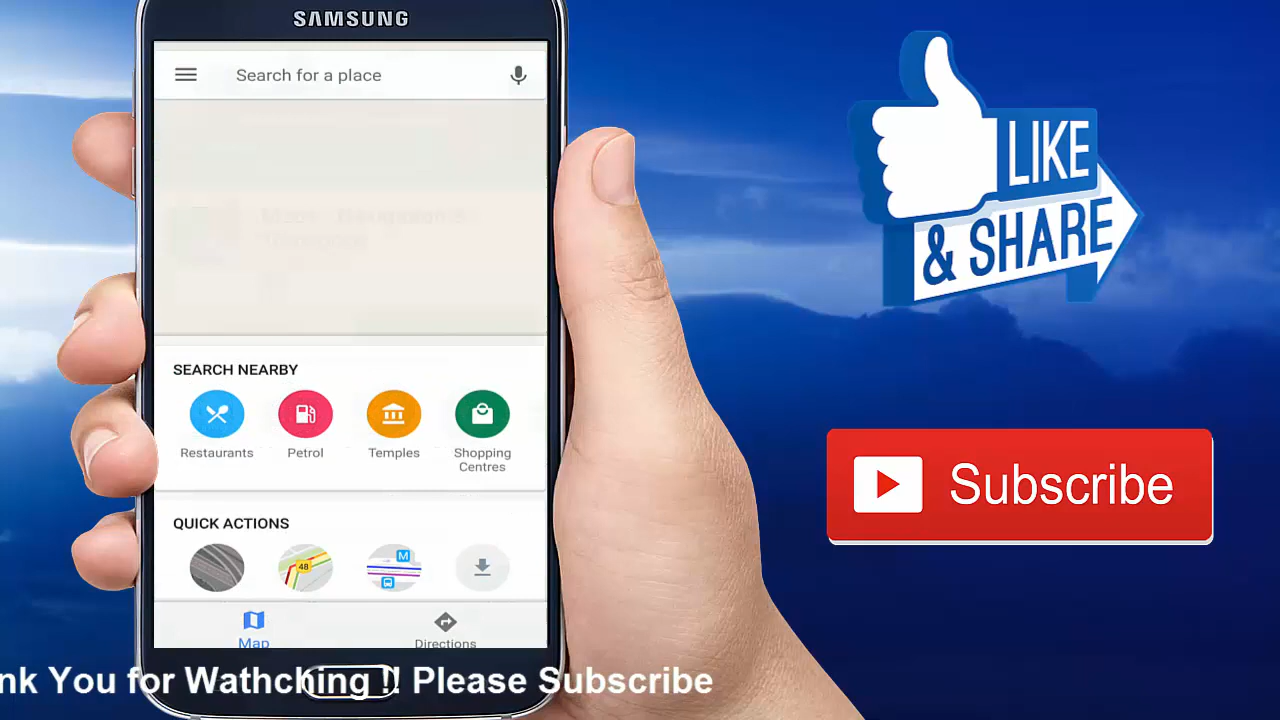 SAMSUNG
Search for a place
SEARCH NEARBY
Restaurants
Petrol
Temples
Shopping
Centres
QUICK ACTIONS
48
M
Map
Directions
LIKE
& SHARE
Subscribe
nk You for Wathching !! Please Subscribe